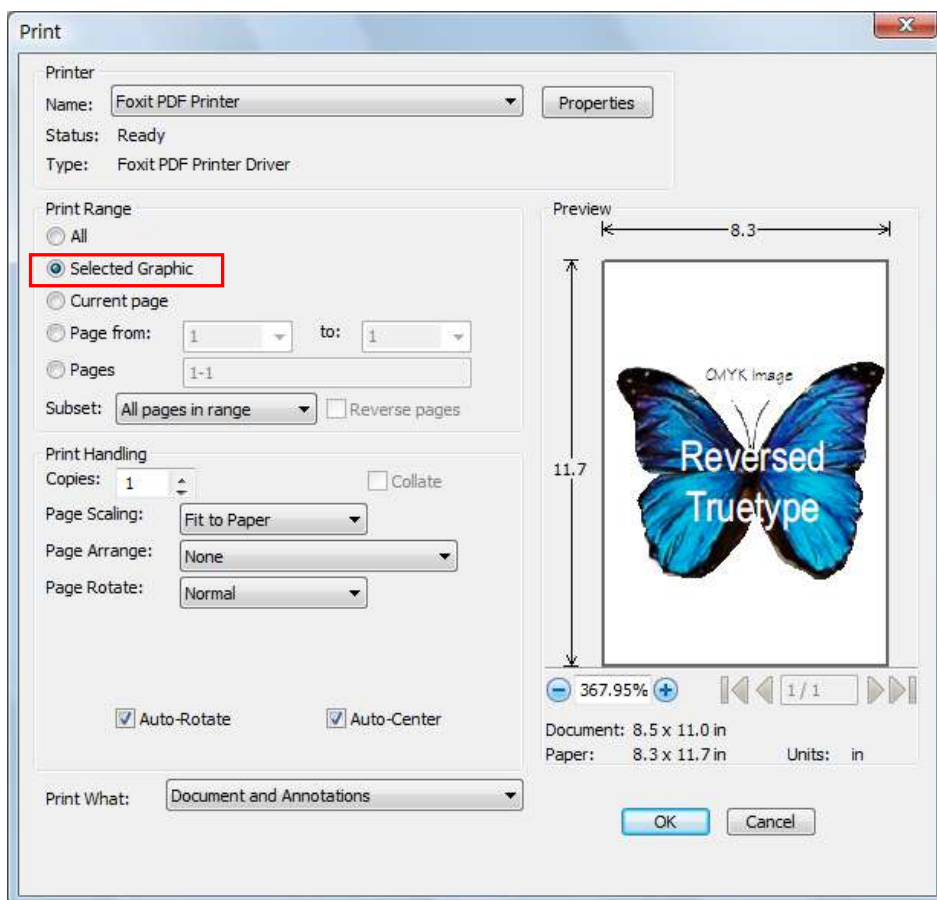 Print
Printer
Name: Foxit PDF Printer Properties
Status: Ready
Type: Foxit PDF Printer Driver
Print Range
All
Selected Graphic
Current page
Page from: 1 to: 1
Pages 1-1
Subset: All pages in range Reverse pages
Print Handling
Copies: 1 Collate
Page Scaling: Fit to Paper
Page Arrange: None
Page Rotate: Normal
Auto-Rotate Auto-Center
Preview
8.3
11.7
CMYK Image
Reversed
Truetype
367.95% 1 / 1
Document: 8.5 x 11.0 in
Paper: 8.3 x 11.7 in Units: in
Print What: Document and Annotations
OK Cancel